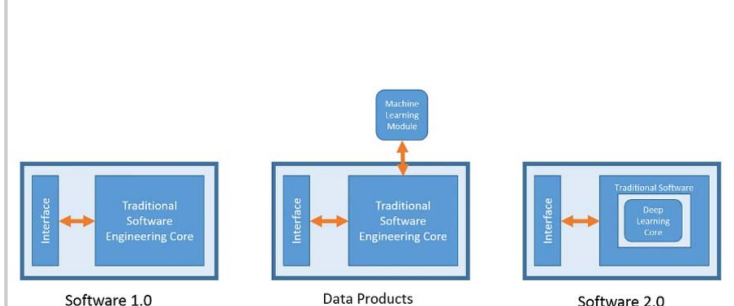 Machine
Learning
Module
Interface
Traditional
Software
Engineering Core
Interface
Traditional
Software
Engineering Core
Interface
Traditional Software
Deep
Learning
Core
Software 1.0
Data Products
Software 2.0